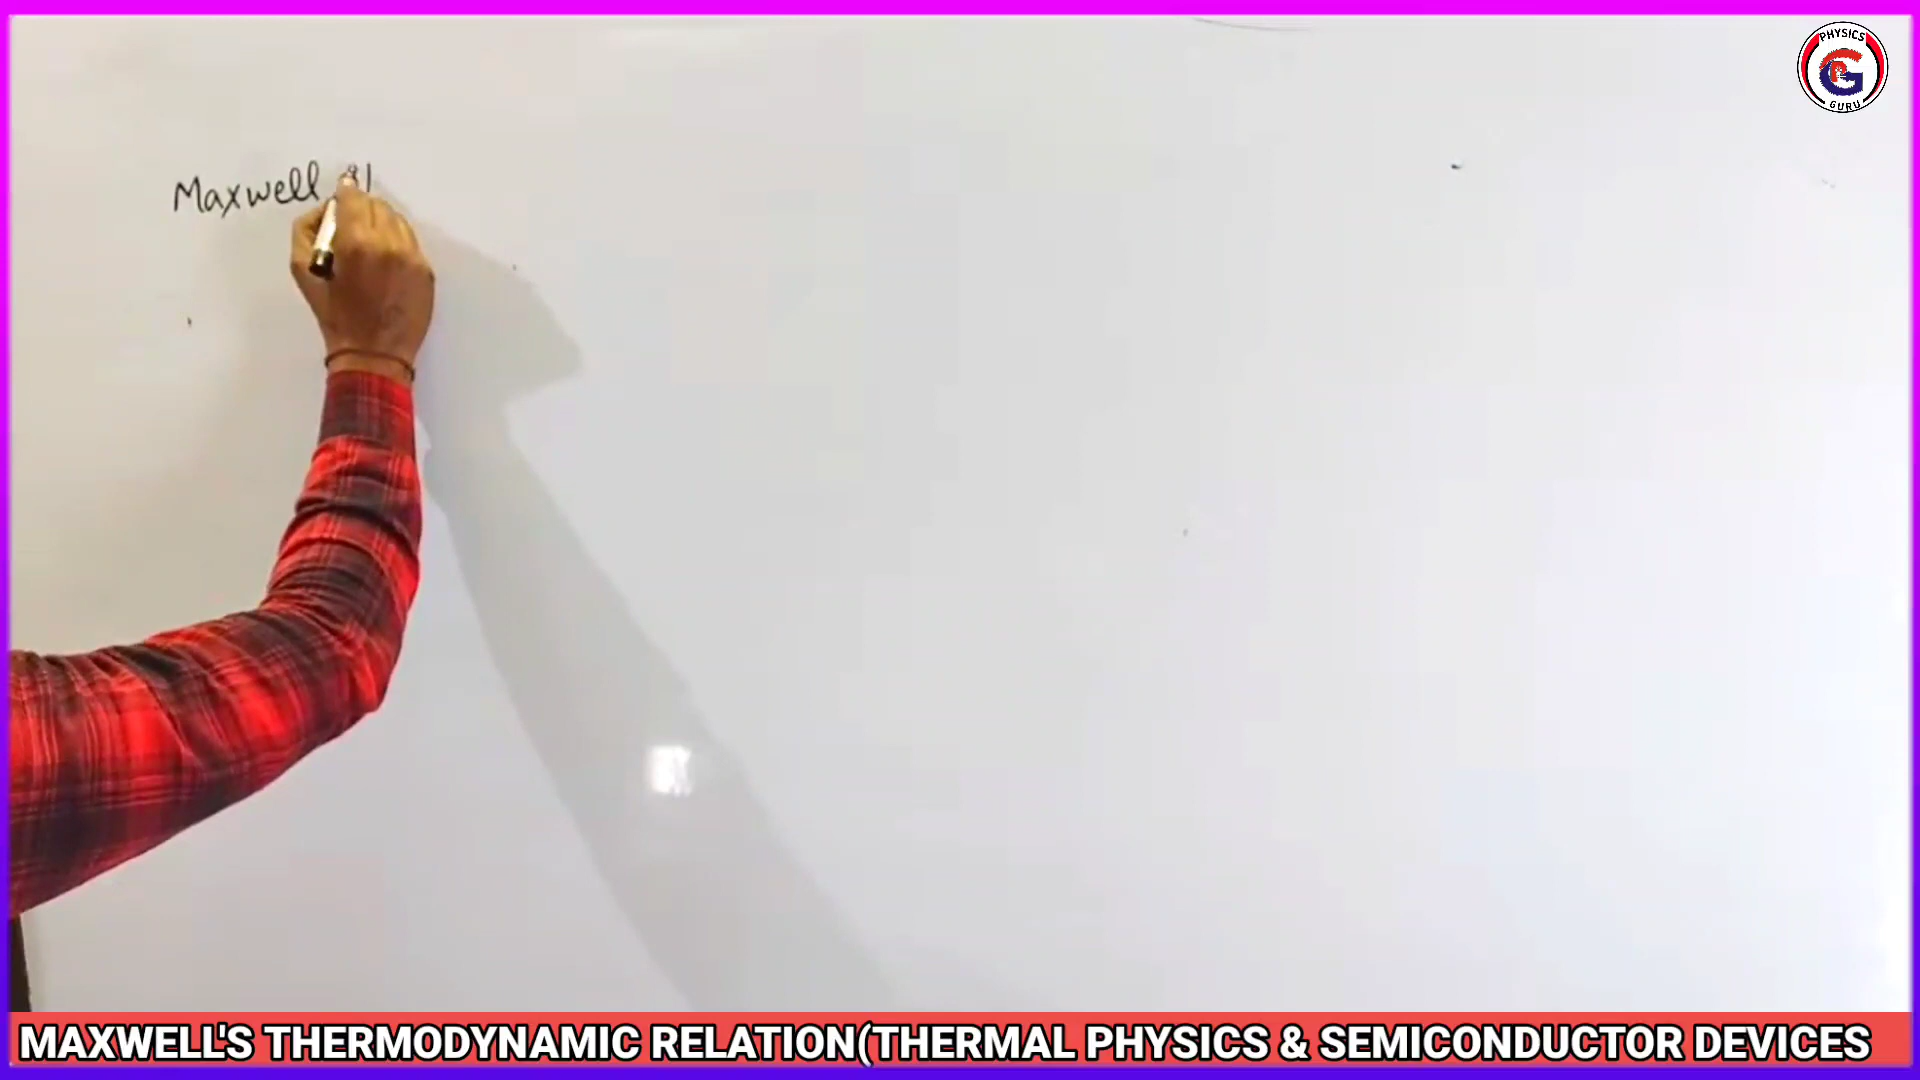 PHYSICS
GURU
Maxwell
MAXWELL'S THERMODYNAMIC RELATION(THERMAL PHYSICS & SEMICONDUCTOR DEVICES